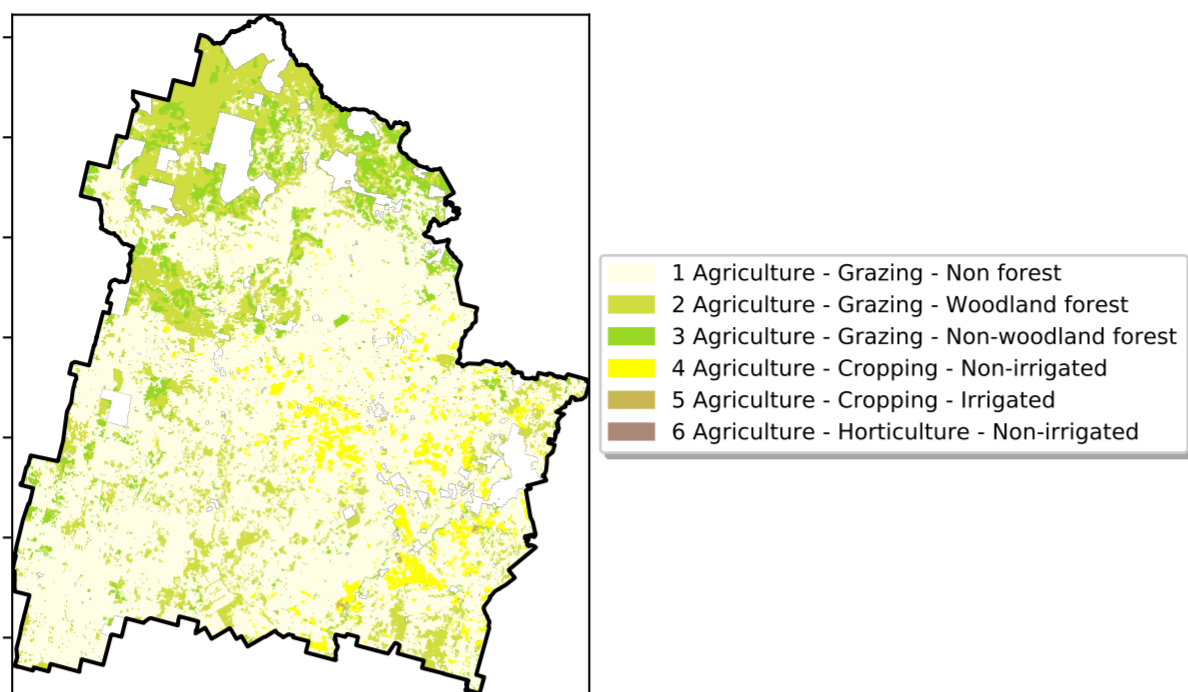 1 Agriculture - Grazing - Non forest
2 Agriculture - Grazing - Woodland forest
3 Agriculture - Grazing - Non-woodland forest
4 Agriculture - Cropping - Non-irrigated
5 Agriculture - Cropping - Irrigated
6 Agriculture - Horticulture - Non-irrigated